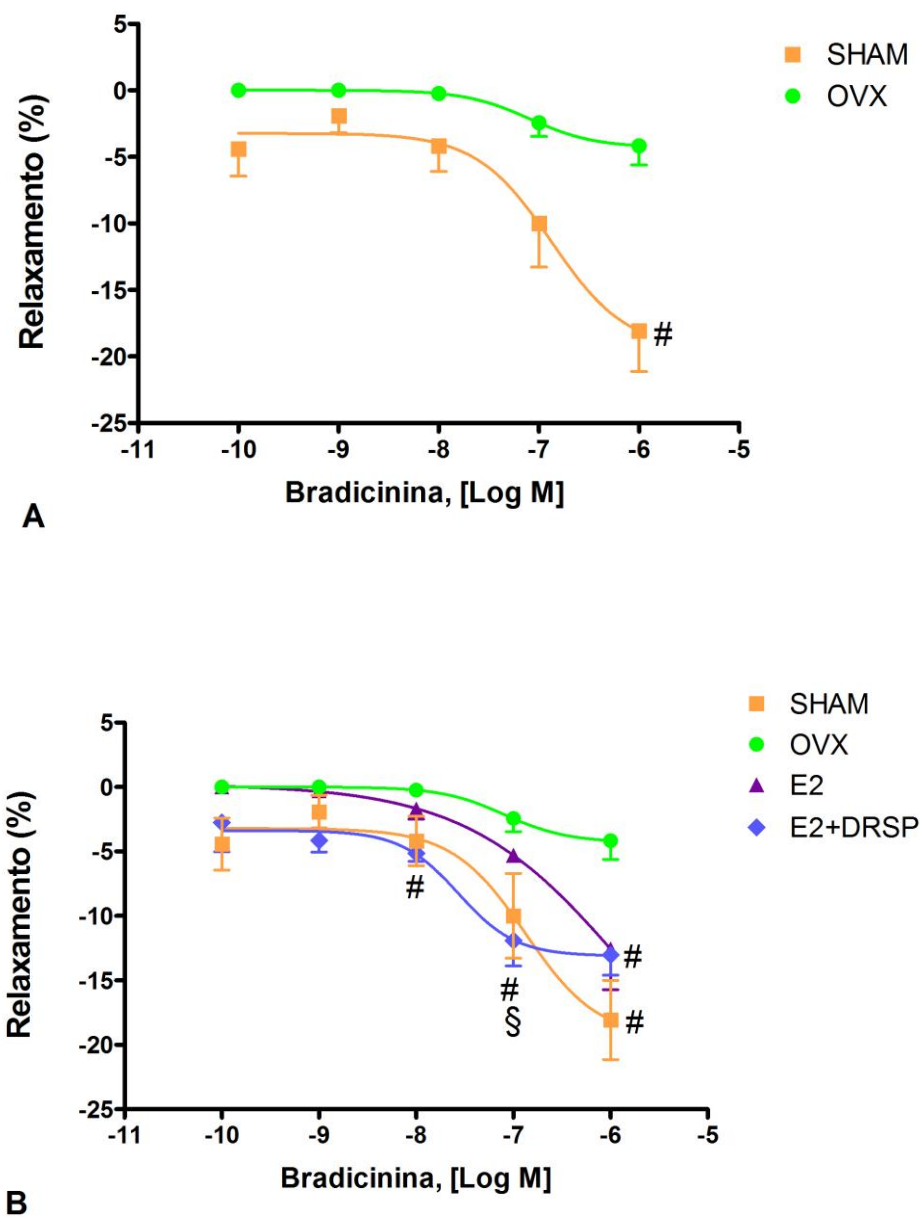 5
0
-5
-10
-15
-20
-25
Relaxamento (%)
-11 -10 -9 -8 -7 -6 -5
Bradicinina, [Log M]
SHAM
OVX
#
A
5
0
-5
-10
-15
-20
-25
Relaxamento (%)
-11 -10 -9 -8 -7 -6 -5
Bradicinina, [Log M]
SHAM
OVX
E2
E2+DRSP
#
#
§
#
#
B